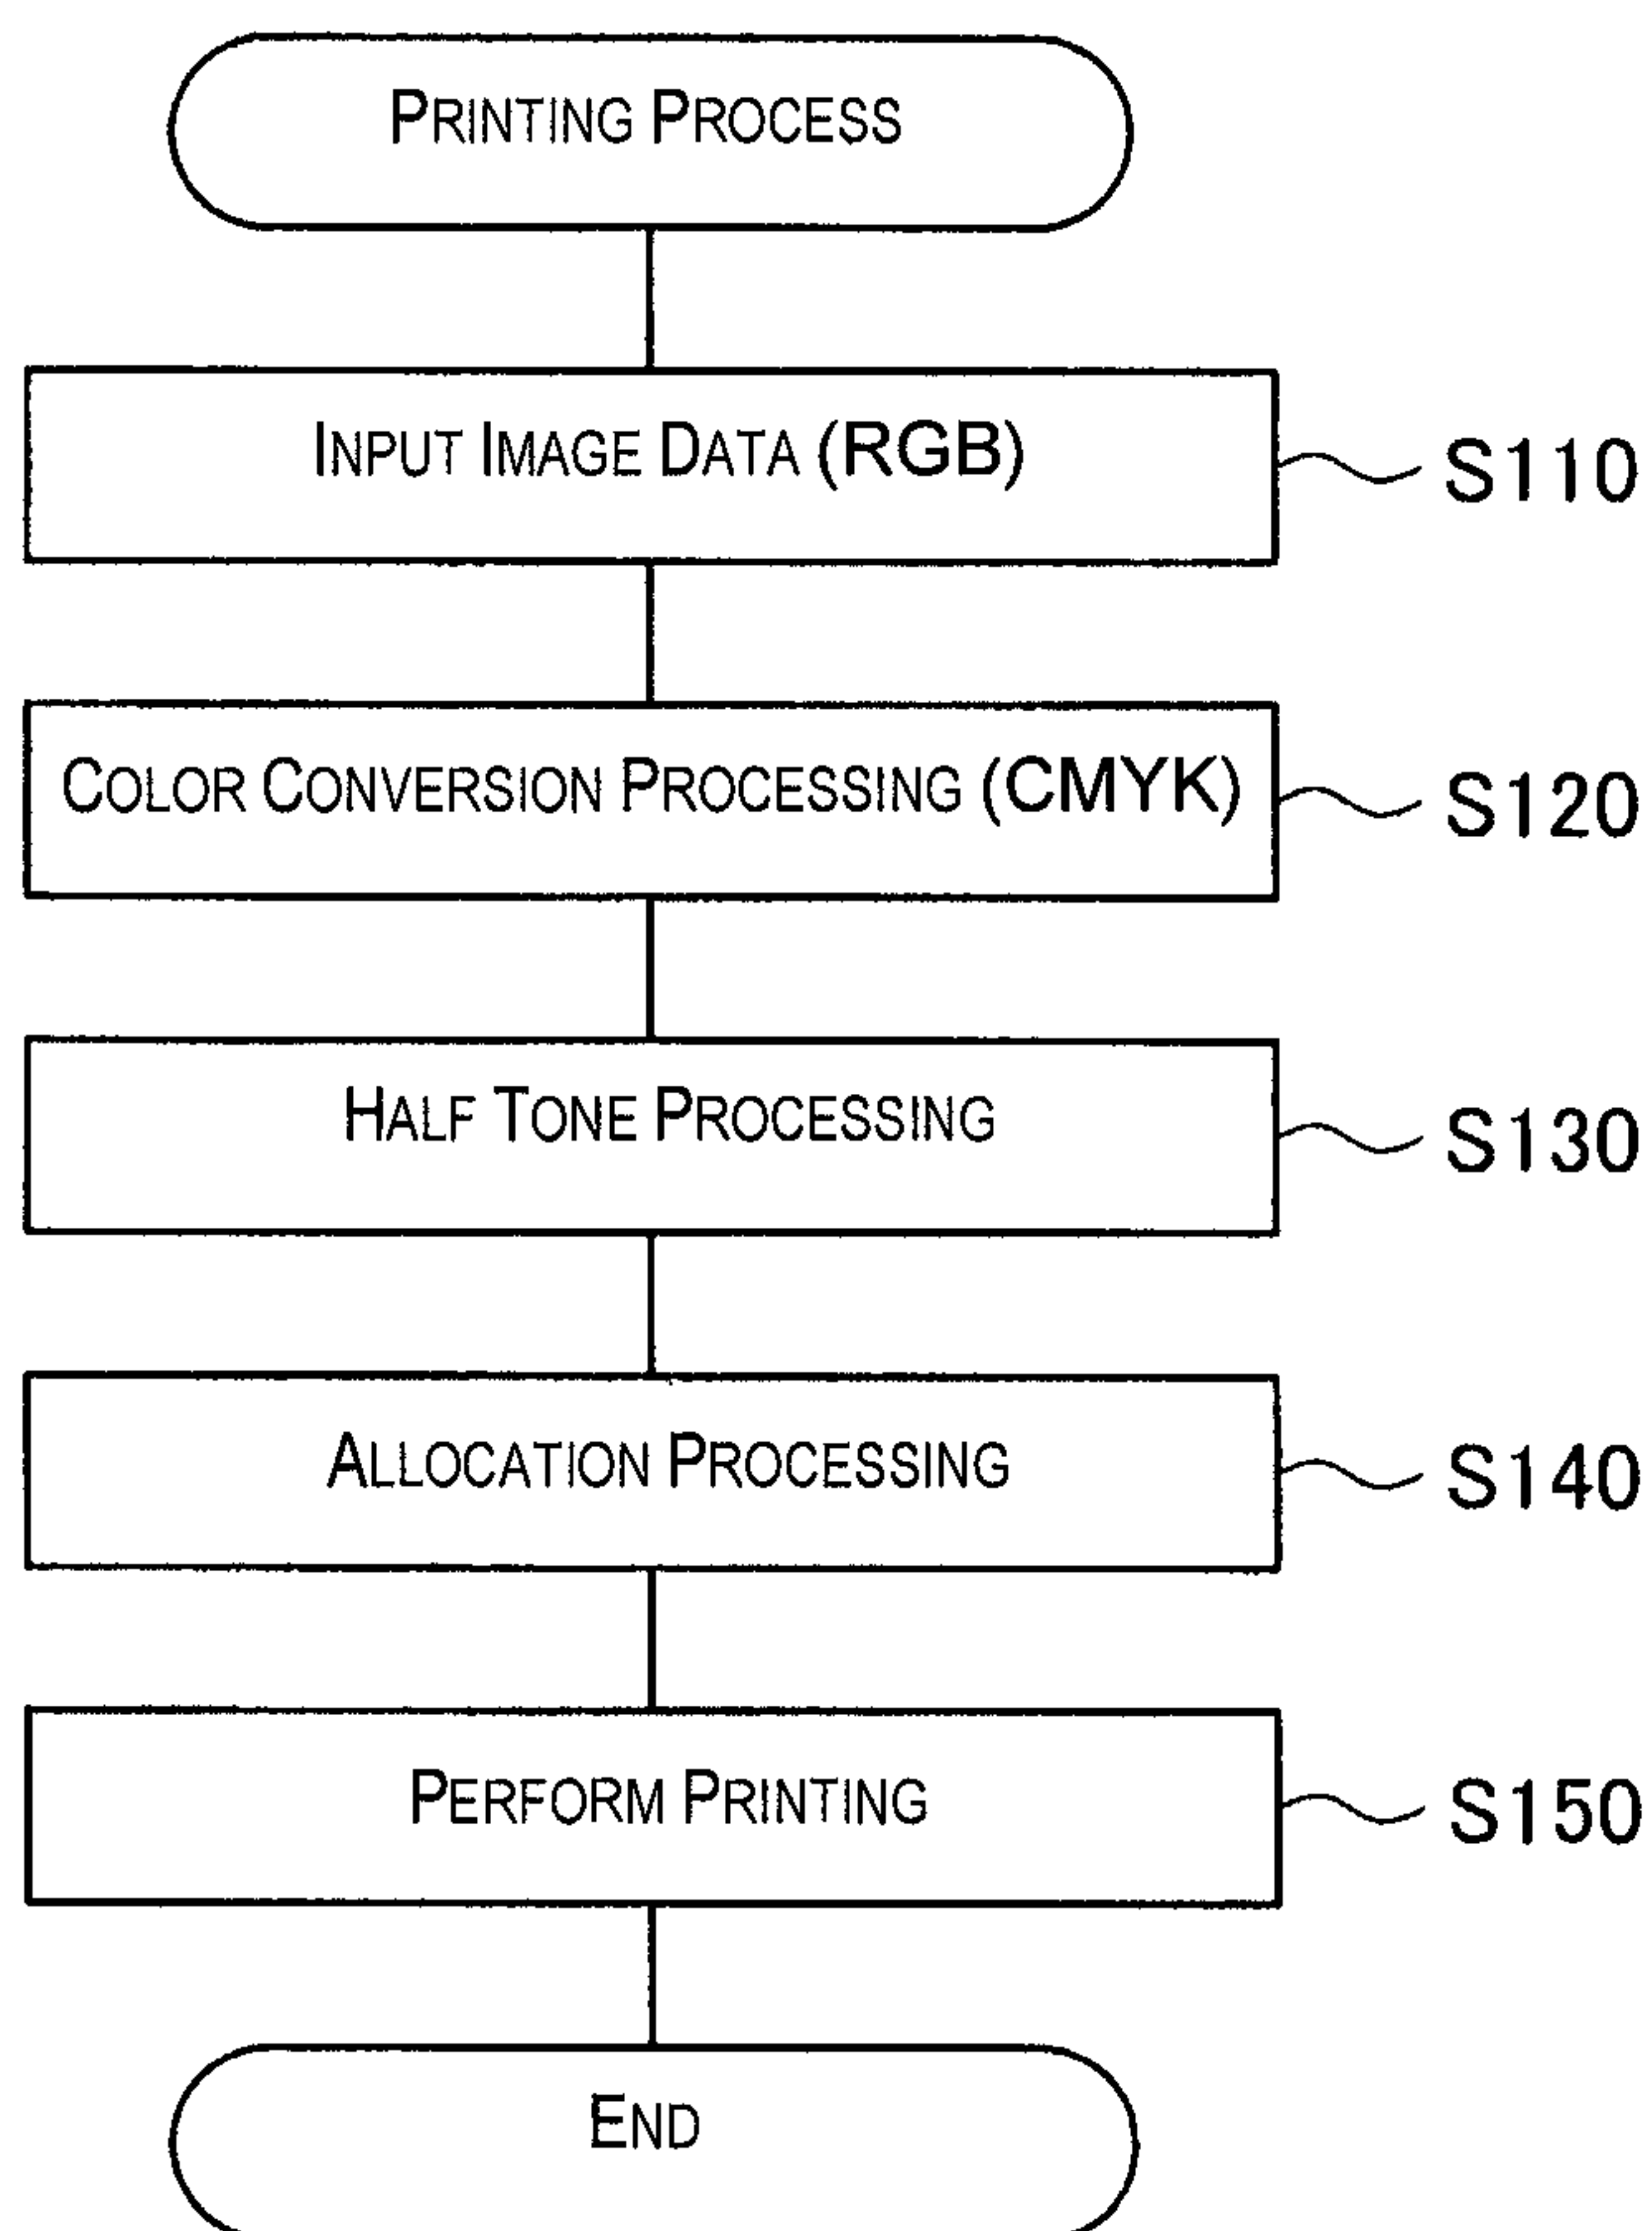 PRINTING PROCESS
INPUT IMAGE DATA (RGB)
S110
COLOR CONVERSION PROCESSING (CMYK)
S120
HALF TONE PROCESSING
S130
ALLOCATION PROCESSING
S140
PERFORM PRINTING
S150
END